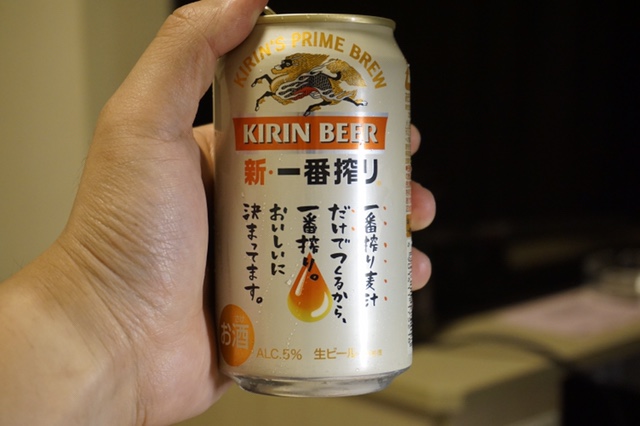 KIRIN'S PRIME BREW
KIRIN BEER
新・一番搾り
一番搾り麦汁
だけでつくるから、
一番搾り。
おいしいに
決まってます。
お酒
ALC.5% 生ビール